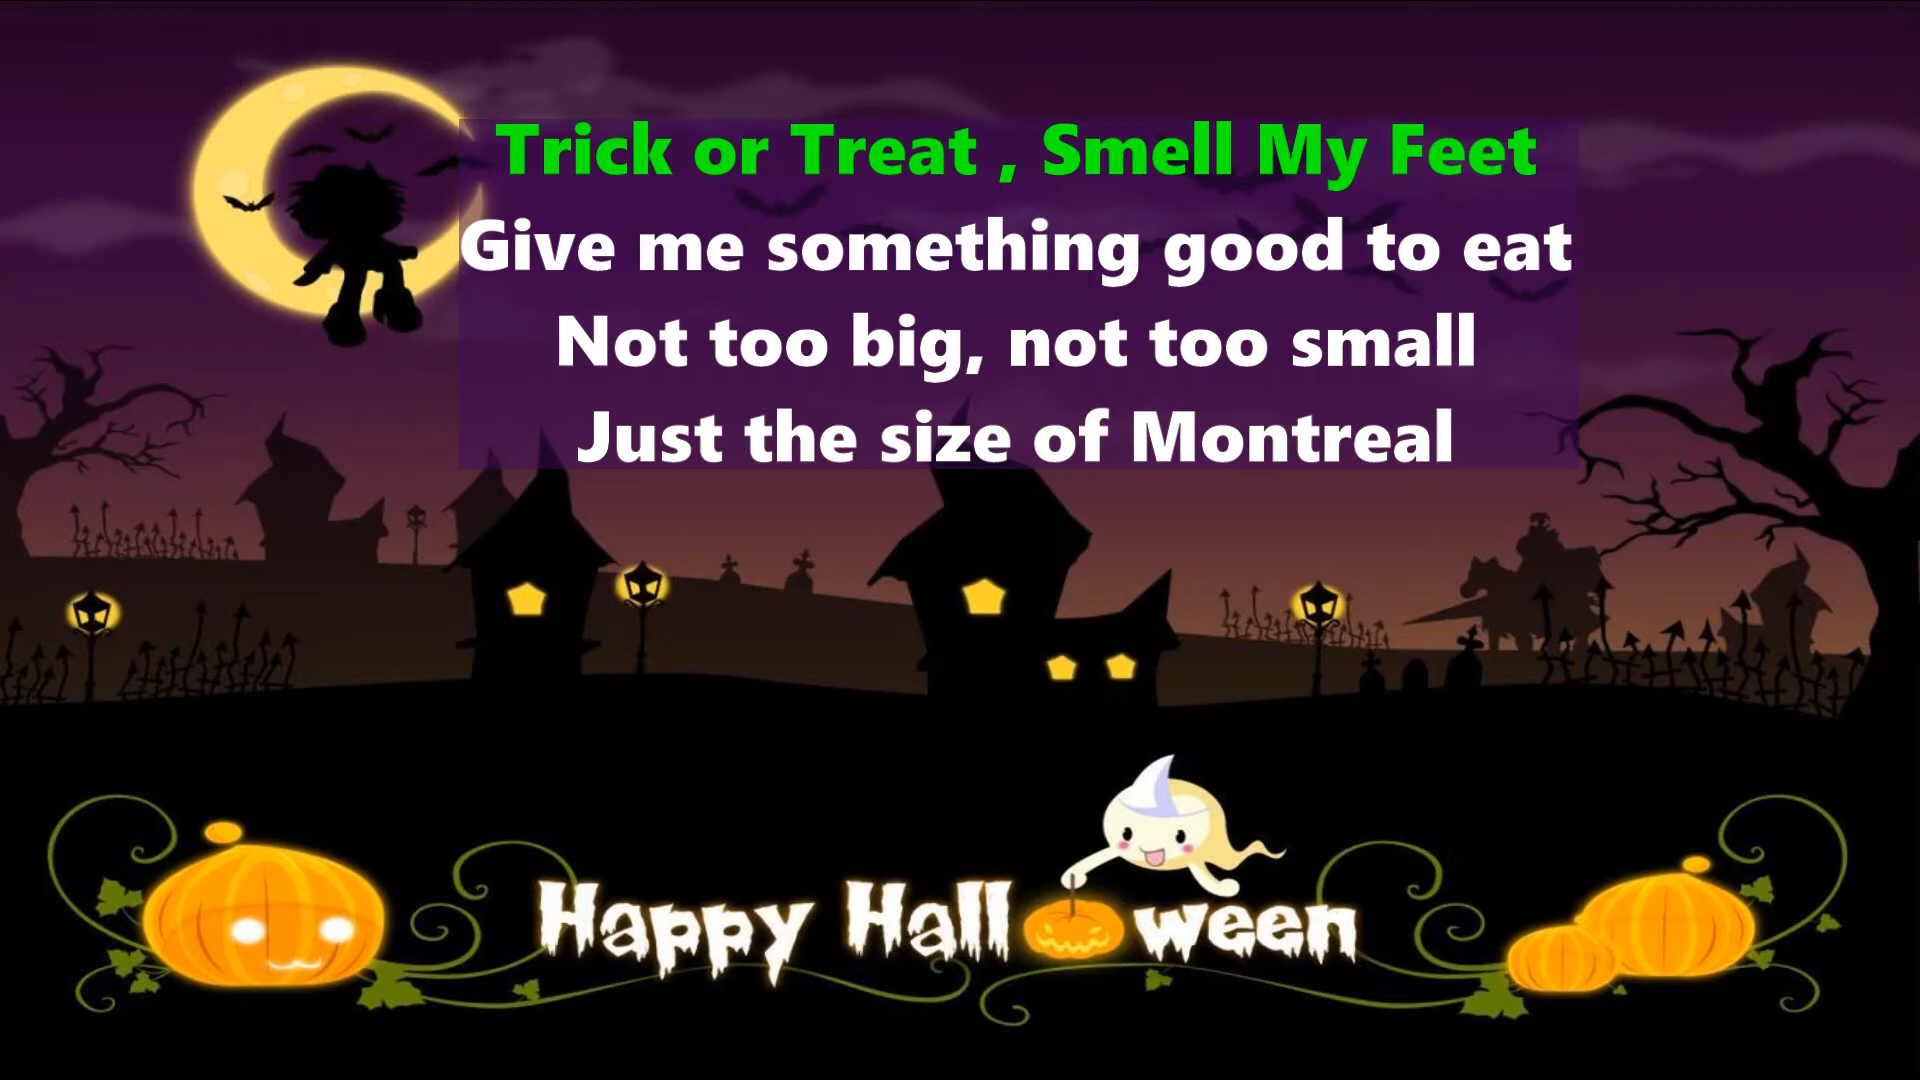 Trick or Treat , Smell My Feet
Give me something good to eat
Not too big, not too small
Just the size of Montreal
Happy Halloween